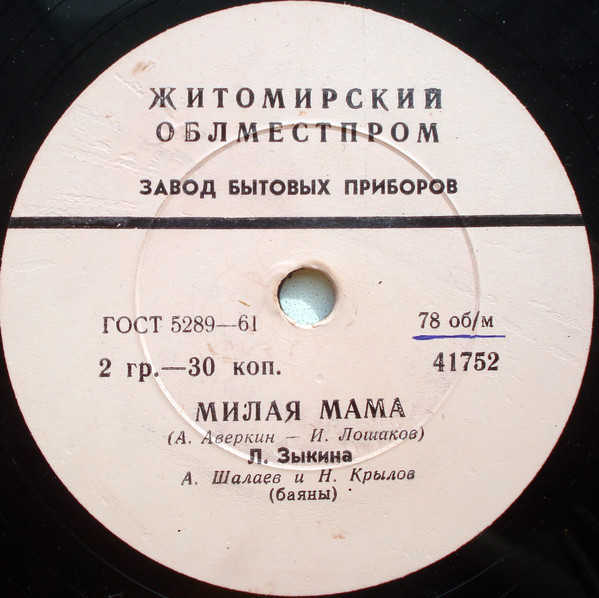 ЖИТОМИРСКИЙ
ОБЛМЕСТПРОМ
ЗАВОД БЫТОВЫХ ПРИБОРОВ
ГОСТ 5289—61 78 об/м
2 гр.—30 коп. 41752
МИЛАЯ МАМА
(А. Аверкин — И. Лошаков)
Л. Зыкина
А. Шалаев и Н. Крылов
(баяны)